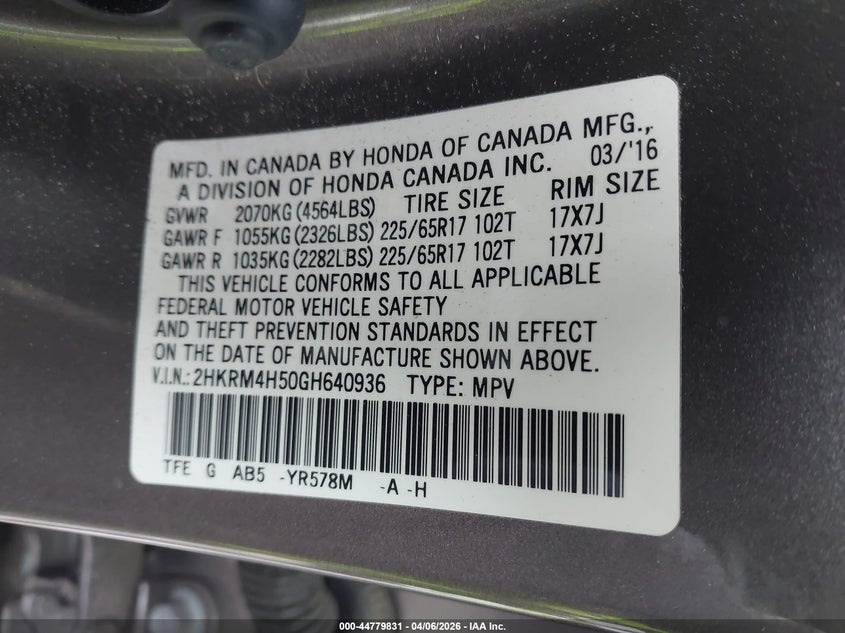 MFD. IN CANADA BY HONDA OF CANADA MFG.,
A DIVISION OF HONDA CANADA INC. 03/'16
GVWR 2070KG (4564LBS) TIRE SIZE RIM SIZE
GAWR F 1055KG (2326LBS) 225/65R17 102T 17X7J
GAWR R 1035KG (2282LBS) 225/65R17 102T 17X7J
THIS VEHICLE CONFORMS TO ALL APPLICABLE
FEDERAL MOTOR VEHICLE SAFETY
AND THEFT PREVENTION STANDARDS IN EFFECT
ON THE DATE OF MANUFACTURE SHOWN ABOVE.
V.I.N.: 2HKRM4H50GH640936 TYPE: MPV
TFE G AB5 -YR578M -A -H
000-44779831 - 04/06/2026 - IAA Inc.